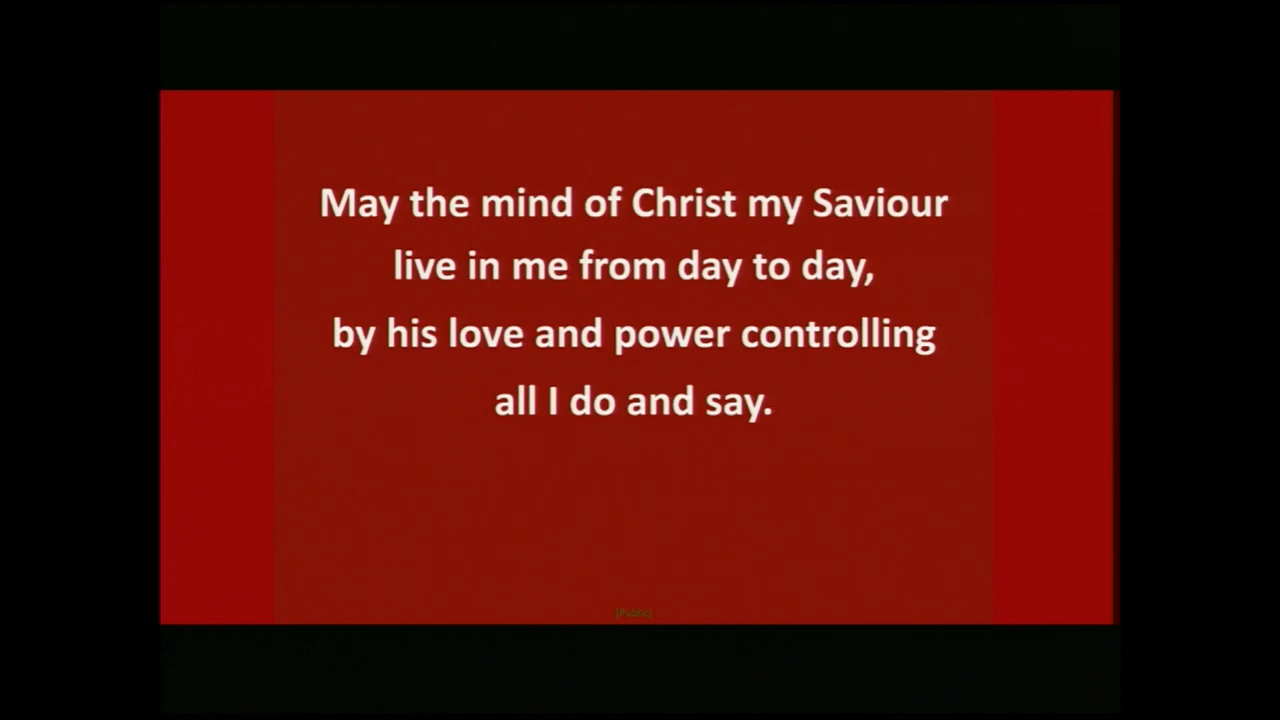 May the mind of Christ my Saviour
live in me from day to day,
by his love and power controlling
all I do and say.
[Public]